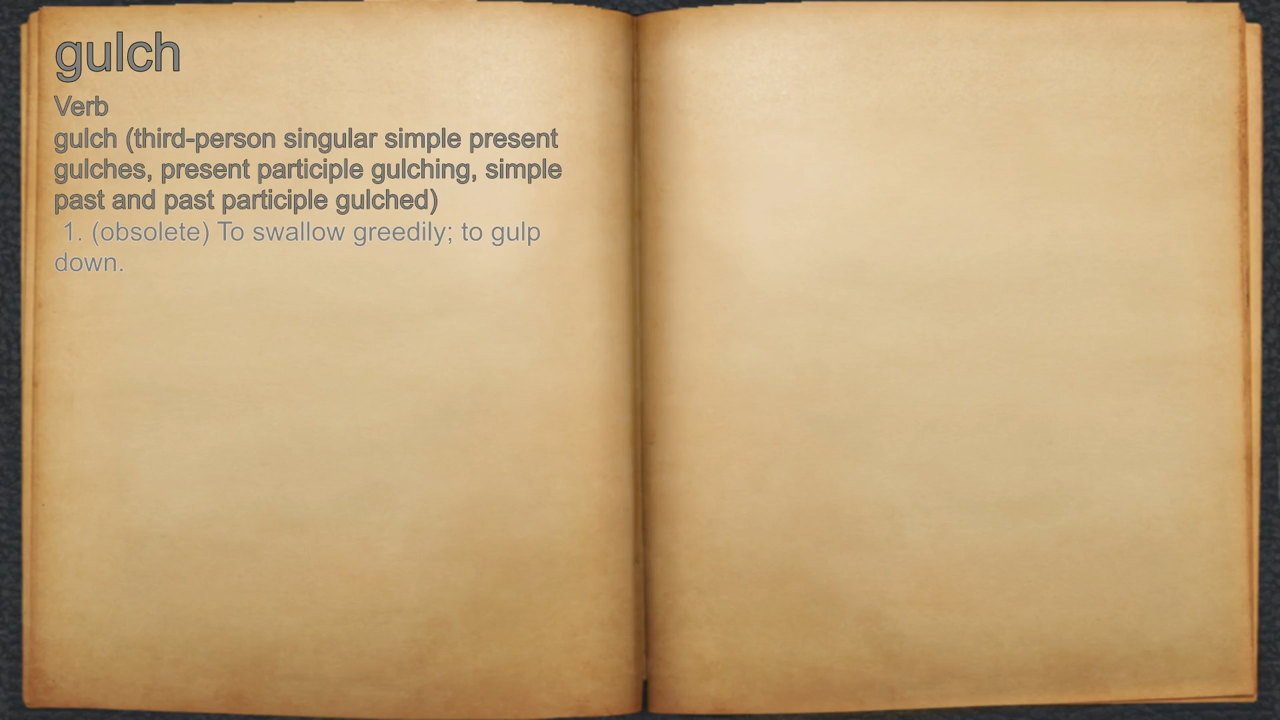 gulch
Verb
gulch (third-person singular simple present
gulches, present participle gulching, simple
past and past participle gulched)
1. (obsolete) To swallow greedily; to gulp
down.